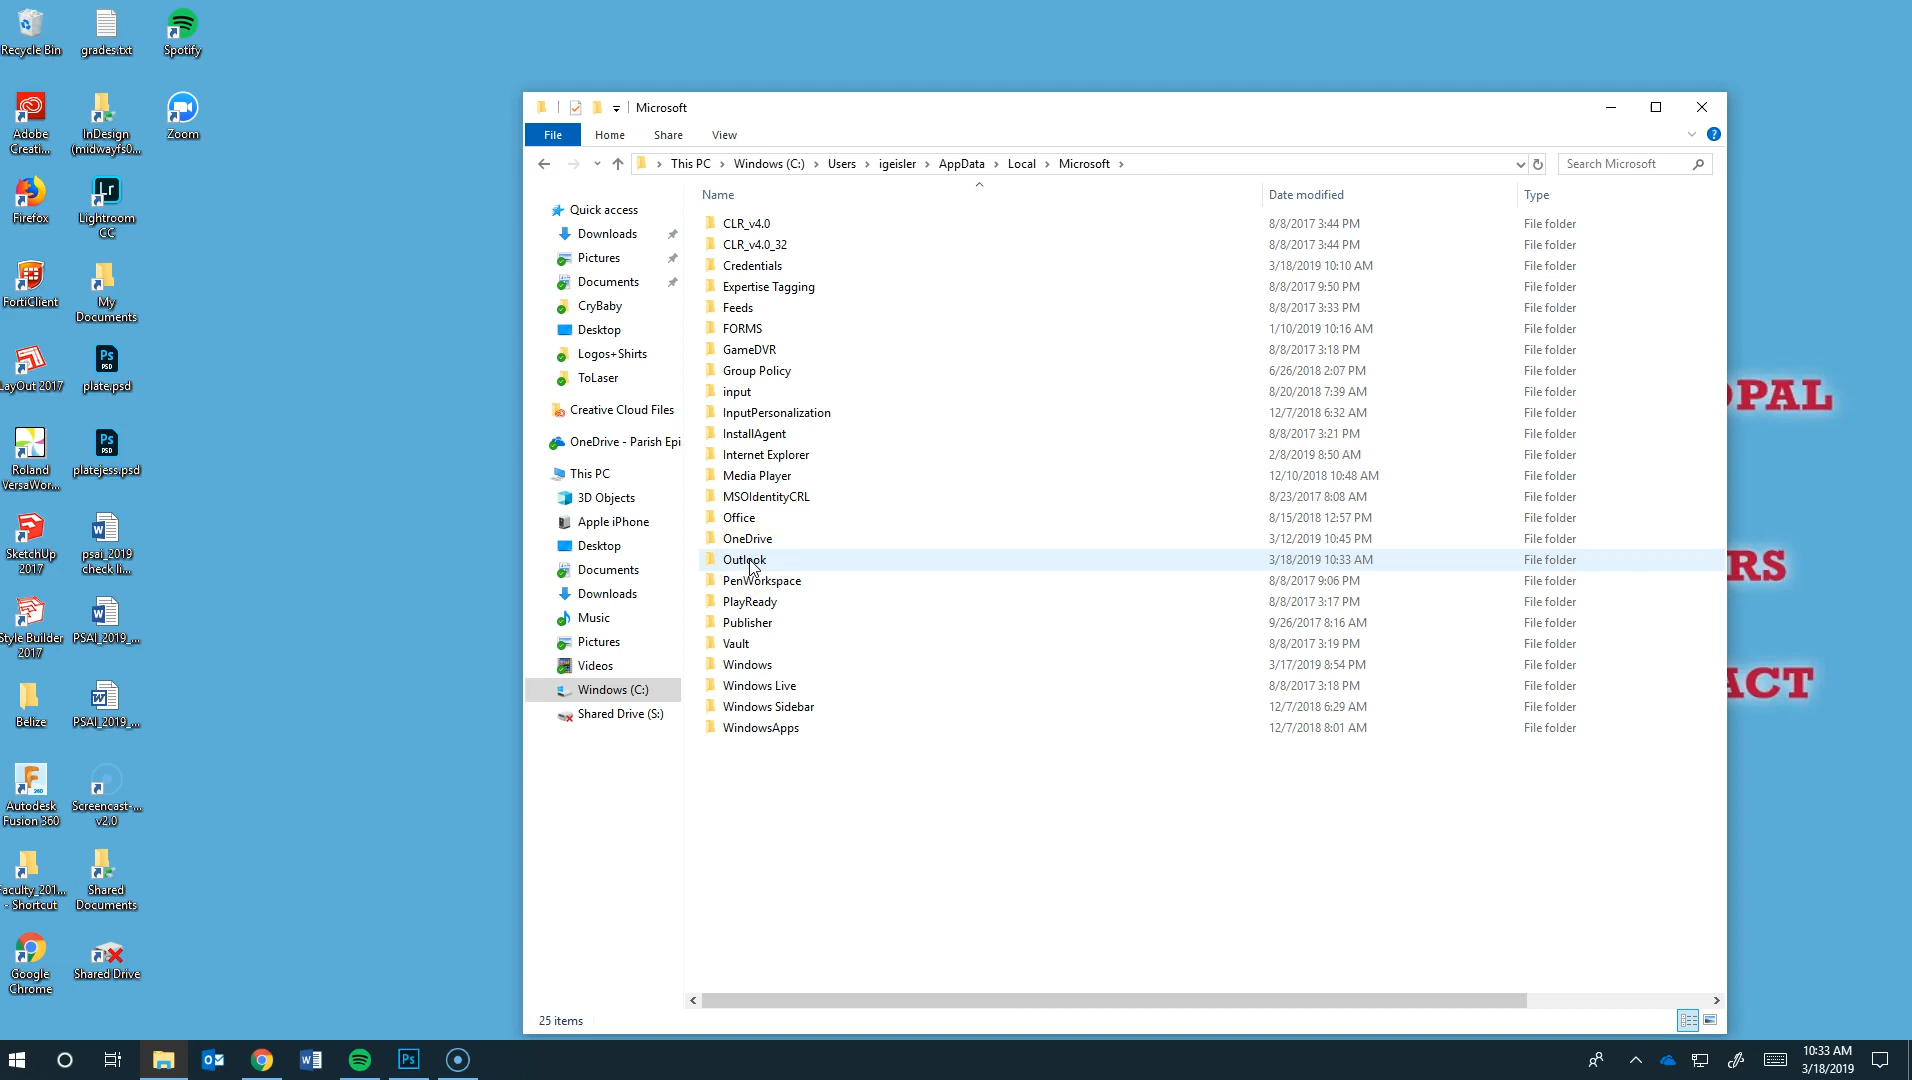 Recycle Bin
grades.txt
Spotify
Adobe
Creati...
InDesign
(midwayfs0...
Zoom
Firefox
Lightroom
CC
FortiClient
My
Documents
LayOut 2017
plate.psd
Roland
VersaWor...
platejess.psd
SketchUp
2017
psai_2019
check li...
Style Builder
2017
PSAI_2019_...
Belize
PSAI_2019_...
Autodesk
Fusion 360
Screencast-...
v2.0
Faculty_201...
- Shortcut
Shared
Documents
Google
Chrome
Shared Drive
Microsoft
File
Home
Share
View
This PC
Windows (C:)
Users
igeisler
AppData
Local
Microsoft
Search Microsoft
Quick access
Downloads
Pictures
Documents
CryBaby
Desktop
Logos+Shirts
ToLaser
Creative Cloud Files
OneDrive - Parish Epi
This PC
3D Objects
Apple iPhone
Desktop
Documents
Downloads
Music
Pictures
Videos
Windows (C:)
Shared Drive (S:)
Name Date modified Type
CLR_v4.0 8/8/2017 3:44 PM File folder
CLR_v4.0_32 8/8/2017 3:44 PM File folder
Credentials 3/18/2019 10:10 AM File folder
Expertise Tagging 8/8/2017 9:50 PM File folder
Feeds 8/8/2017 3:33 PM File folder
FORMS 1/10/2019 10:16 AM File folder
GameDVR 8/8/2017 3:18 PM File folder
Group Policy 6/26/2018 2:07 PM File folder
input 8/20/2018 7:39 AM File folder
InputPersonalization 12/7/2018 6:32 AM File folder
InstallAgent 8/8/2017 3:21 PM File folder
Internet Explorer 2/8/2019 8:50 AM File folder
Media Player 12/10/2018 10:48 AM File folder
MSOIdentityCRL 8/23/2017 8:08 AM File folder
Office 8/15/2018 12:57 PM File folder
OneDrive 3/12/2019 10:45 PM File folder
Outlook 3/18/2019 10:33 AM File folder
PenWorkspace 8/8/2017 9:06 PM File folder
PlayReady 8/8/2017 3:17 PM File folder
Publisher 9/26/2017 8:16 AM File folder
Vault 8/8/2017 3:19 PM File folder
Windows 3/17/2019 8:54 PM File folder
Windows Live 8/8/2017 3:18 PM File folder
Windows Sidebar 12/7/2018 6:29 AM File folder
WindowsApps 12/7/2018 8:01 AM File folder
25 items
OPAL
RS
ACT
10:33 AM
3/18/2019